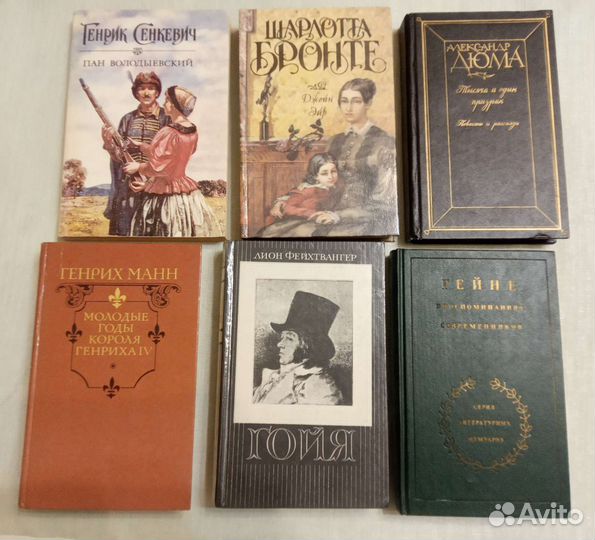 Генрик Сенкевич
ПАН ВОЛОДЫЕВСКИЙ
ШАРЛОТТА
БРОНТЕ
Джейн
Эйр
АЛЕКСАНДР
ДЮМА
Тысяча и один
призрак
Повести и рассказы
ГЕНРИХ МАНН
МОЛОДЫЕ
ГОДЫ
КОРОЛЯ
ГЕНРИХА IV
ЛИОН ФЕЙХТВАНГЕР
ГОЙЯ
ГЕЙНЕ
В ВОСПОМИНАНИЯХ
СОВРЕМЕННИКОВ
СЕРИЯ
ЛИТЕРАТУРНЫХ
МЕМУАРОВ
Avito